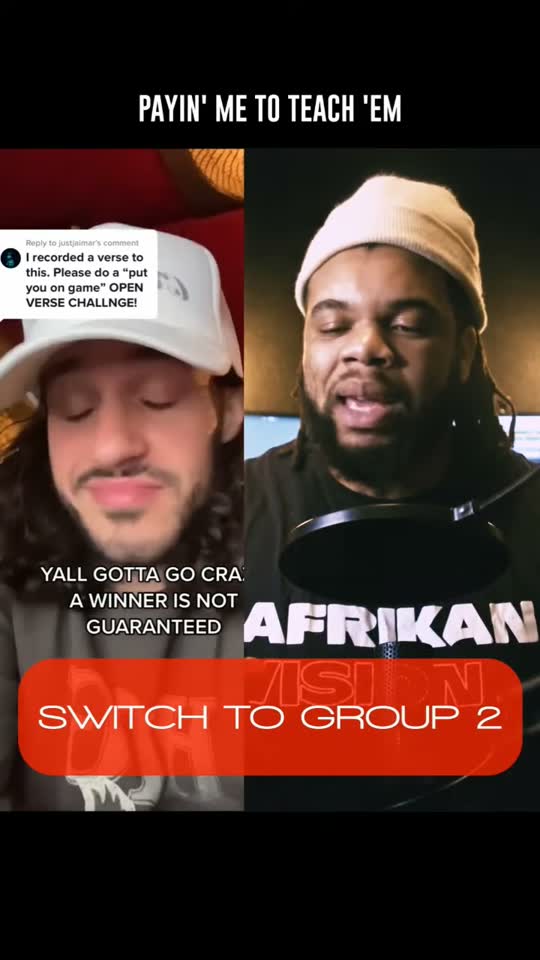 PAYIN' ME TO TEACH 'EM
Reply to justjaimar's comment
I recorded a verse to
this. Please do a “put
you on game” OPEN
VERSE CHALLNGE!
YALL GOTTA GO CRA
A WINNER IS NOT
GUARANTEED
AFRIKAN
VISION
SWITCH TO GROUP 2